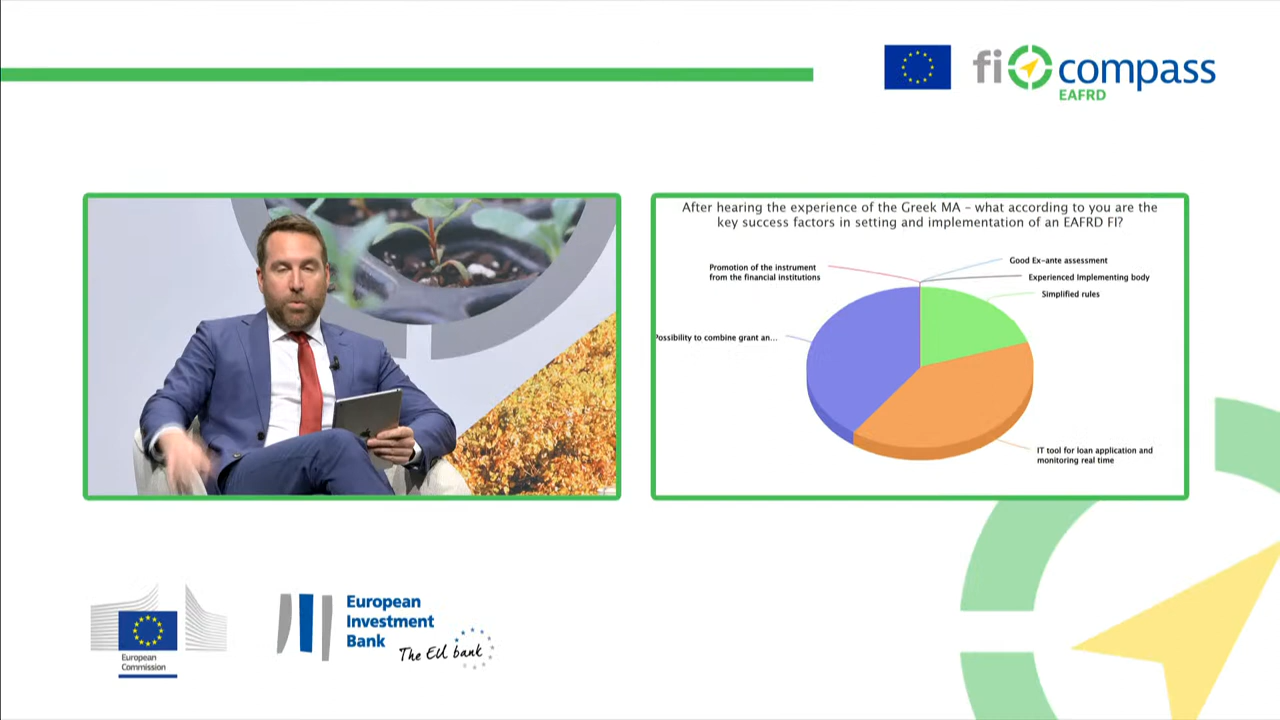 fi compass
EAFRD
After hearing the experience of the Greek MA – what according to you are the
key success factors in setting and implementation of an EAFRD FI?
Promotion of the instrument
from the financial institutions
Good Ex-ante assessment
Experienced Implementing body
Simplified rules
Possibility to combine grant an...
IT tool for loan application and
monitoring real time
European
Commission
European
Investment
Bank
The EU bank